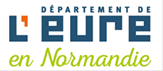 DÉPARTEMENT DE
L'EURE
en Normandie